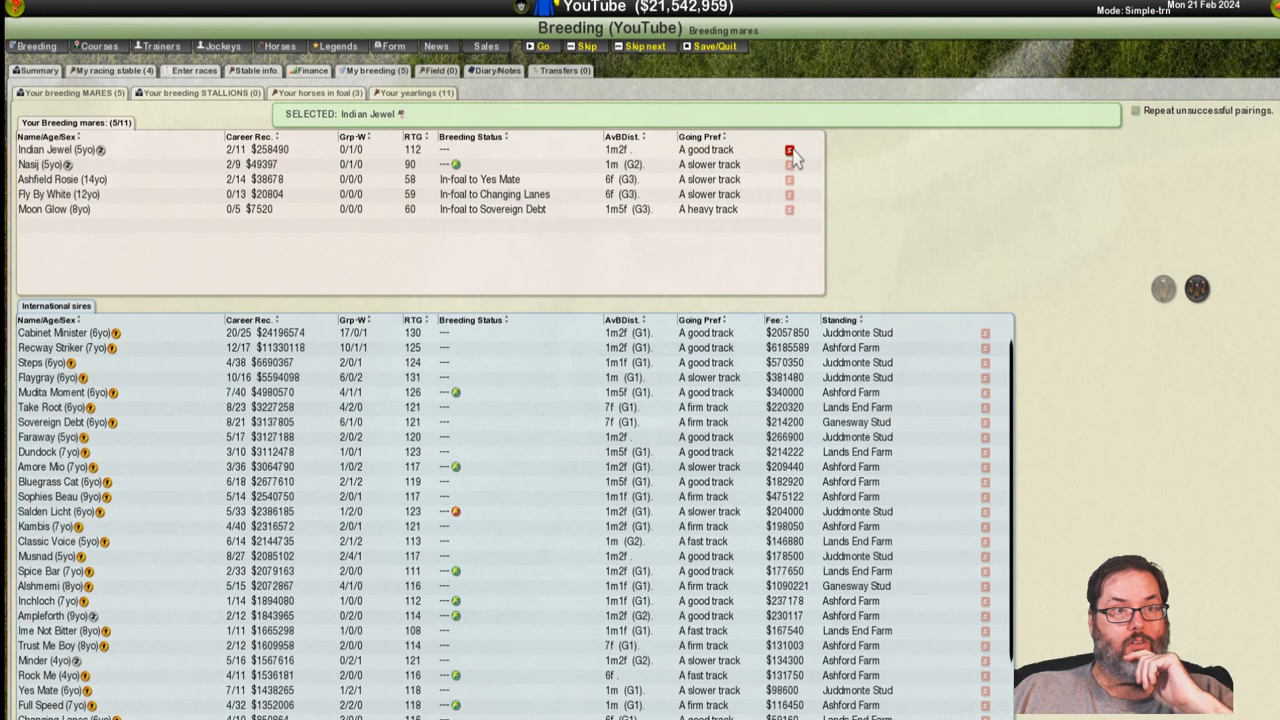 YouTube ($21,542,959)
Mode: Simple-trn Mon 21 Feb 2024
Breeding (YouTube) Breeding mares
Breeding Courses Trainers Jockeys Horses Legends Form News Sales Go Skip Skip next Save/Quit
Summary My racing stable (4) Enter races Stable info. Finance My breeding (5) Field (0) Diary/Notes Transfers (0)
Your breeding MARES (5) Your breeding STALLIONS (0) Your horses in foal (3) Your yearlings (11)
SELECTED: Indian Jewel
Repeat unsuccessful pairings.
Your Breeding mares: (5/11)
Name/Age/Sex Career Rec. Grp-W RTG Breeding Status AvBDist. Going Pref
Indian Jewel (5yo) 2/11 $258490 0/1/0 112 --- 1m2f . A good track
Nasij (5yo) 2/9 $49397 0/1/0 90 --- 1m (G2). A slower track
Ashfield Rosie (14yo) 2/14 $38678 0/0/0 58 In-foal to Yes Mate 6f (G3). A slower track
Fly By White (12yo) 0/13 $20804 0/0/0 59 In-foal to Changing Lanes 6f (G3). A slower track
Moon Glow (8yo) 0/5 $7520 0/0/0 60 In-foal to Sovereign Debt 1m5f (G3). A heavy track
International sires
Name/Age/Sex Career Rec. Grp-W RTG Breeding Status AvBDist. Going Pref Fee: Standing
Cabinet Minister (6yo) 20/25 $24196574 17/0/1 130 --- 1m2f (G1). A good track $2057850 Juddmonte Stud
Recway Striker (7yo) 12/17 $11330118 10/1/1 125 --- 1m2f (G1). A good track $6185589 Ashford Farm
Steps (6yo) 4/38 $6690367 2/0/1 124 --- 1m1f (G1). A good track $570350 Juddmonte Stud
Flaygray (6yo) 10/16 $5594098 6/0/2 131 --- 1m (G1). A slower track $381480 Juddmonte Stud
Mudita Moment (6yo) 7/40 $4980570 4/1/1 126 --- 1m5f (G1). A good track $340000 Juddmonte Stud
Take Root (6yo) 8/23 $3227258 4/2/0 121 --- 7f (G1). A firm track $220320 Lands End Farm
Sovereign Debt (6yo) 8/21 $3137805 6/1/0 121 --- 7f (G1). A firm track $214200 Ganesway Stud
Faraway (5yo) 5/17 $3127188 2/0/2 120 --- 1m2f . A good track $266900 Juddmonte Stud
Dundock (7yo) 3/10 $3112478 1/0/1 123 --- 1m5f (G1). A good track $214222 Lands End Farm
Amore Mio (7yo) 3/36 $3064790 1/0/2 117 --- 1m2f (G1). A slower track $209440 Ashford Farm
Bluegrass Cat (6yo) 6/18 $2677610 2/1/2 119 --- 1m5f (G1). A good track $182920 Ashford Farm
Sophies Beau (9yo) 5/14 $2540750 2/0/1 117 --- 1m1f (G1). A firm track $475122 Ashford Farm
Salden Licht (6yo) 5/33 $2386185 1/2/0 123 --- 1m2f (G1). A slower track $204000 Juddmonte Stud
Kambis (7yo) 4/40 $2316572 2/0/1 121 --- 1m2f (G1). A firm track $198050 Ashford Farm
Classic Voice (5yo) 6/14 $2144735 2/1/2 113 --- 1m (G2). A fast track $146880 Lands End Farm
Musnad (5yo) 8/27 $2085102 2/4/1 117 --- 1m2f . A good track $178500 Juddmonte Stud
Spice Bar (7yo) 2/33 $2079163 2/0/0 111 --- 1m2f (G1). A good track $177650 Lands End Farm
Alshmemi (8yo) 5/15 $2072867 4/1/0 116 --- 1m1f (G1). A firm track $1090221 Ganesway Stud
Inchloch (7yo) 1/14 $1894080 1/0/0 112 --- 1m1f (G1). A good track $237178 Ashford Farm
Ampleforth (9yo) 2/12 $1843965 0/2/0 114 --- 1m2f (G2). A good track $230117 Ashford Farm
Ime Not Bitter (8yo) 1/11 $1665298 1/0/0 108 --- 1m1f (G1). A fast track $167540 Lands End Farm
Trust Me Boy (8yo) 2/12 $1609958 2/0/0 114 --- 7f (G1). A firm track $131003 Ashford Farm
Minder (4yo) 5/16 $1567616 0/2/1 121 --- 1m2f (G2). A slower track $134300 Ashford Farm
Rock Me (4yo) 4/11 $1536181 2/0/0 116 --- 6f . A fast track $131750 Ashford Farm
Yes Mate (6yo) 7/11 $1438265 1/2/1 118 --- 1m (G1). A slower track $98600 Juddmonte Stud
Full Speed (7yo) 4/32 $1352006 2/2/0 118 --- 1m (G1). A firm track $116450 Ashford Farm